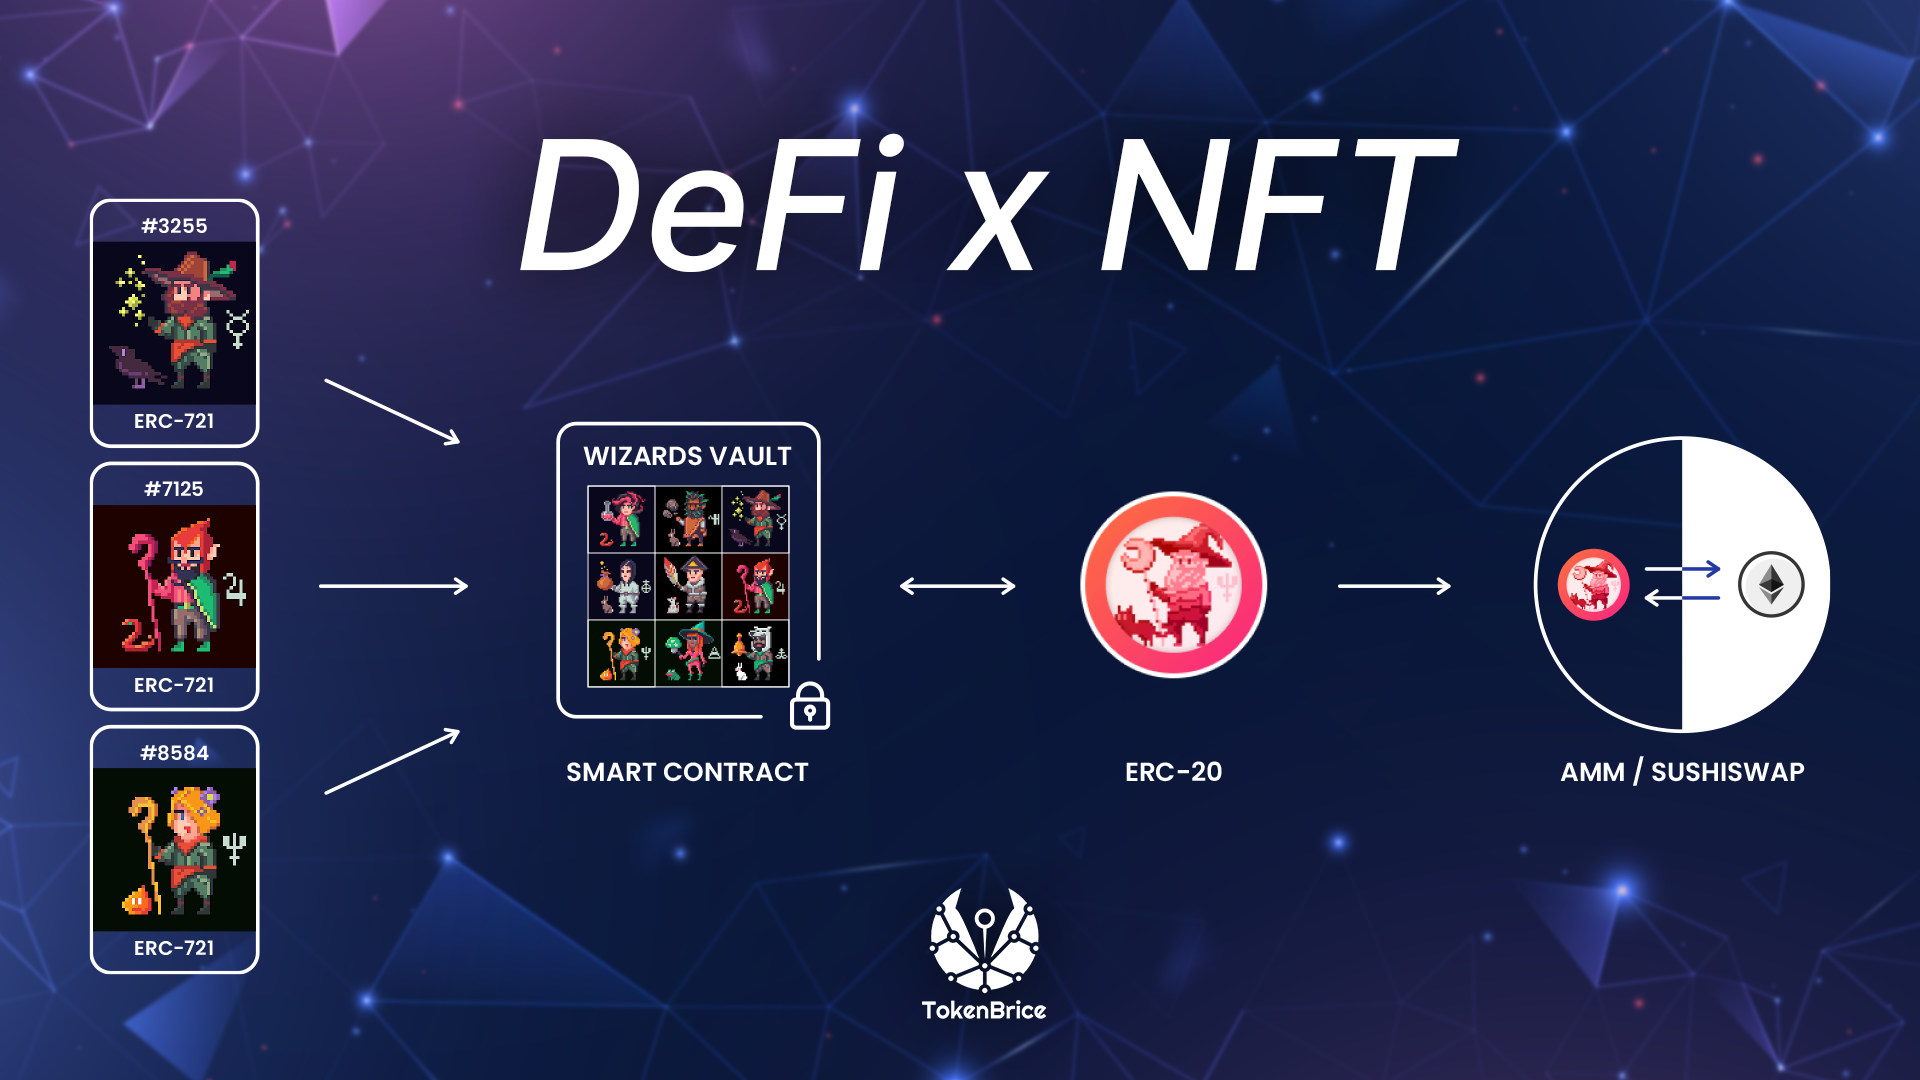 DeFi x NFT
#3255
ERC-721
#7125
ERC-721
#8584
ERC-721
WIZARDS VAULT
SMART CONTRACT
ERC-20
AMM / SUSHISWAP
TokenBrice